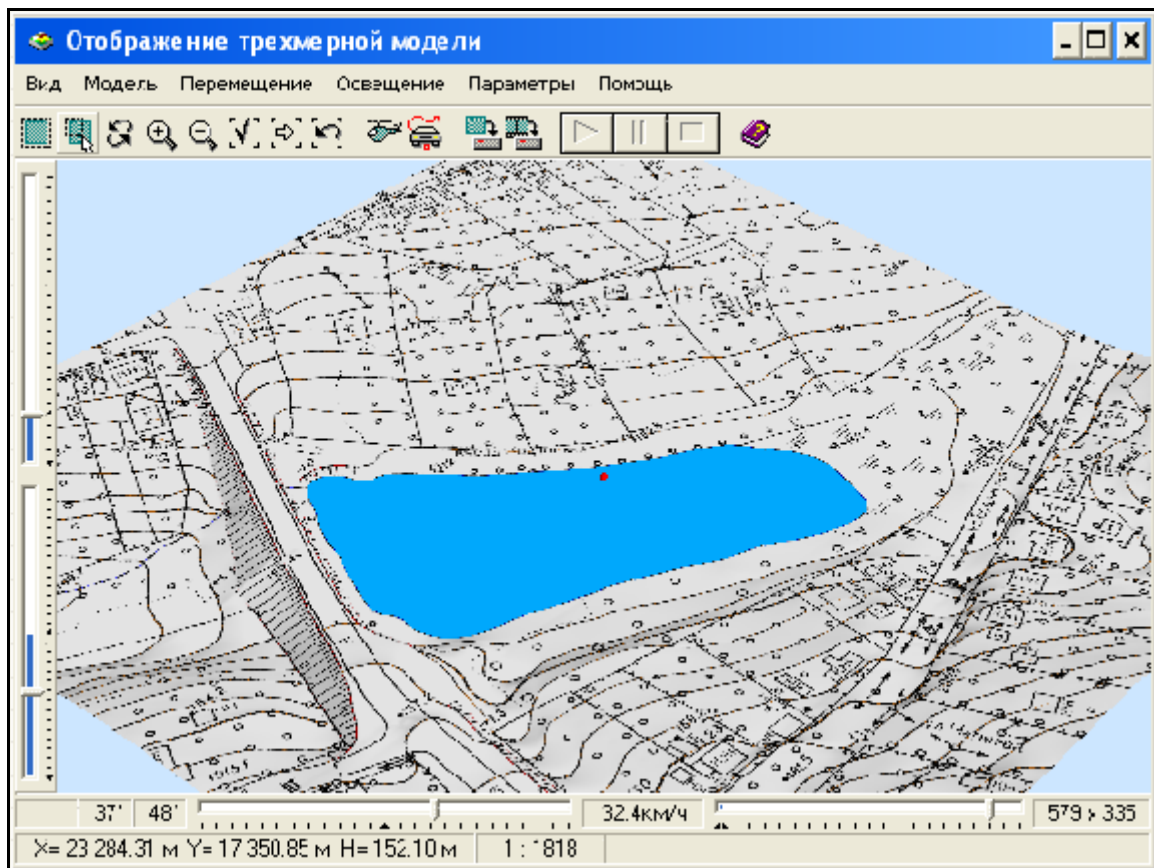 Отображение трехмерной модели
Вид Модель Перемещение Освещение Параметры Помощь
37° 48° 32.4км/ч 579 x 335
X= 23 284.31 м Y= 17 350.85 м H= 152.10 м 1 : 1818